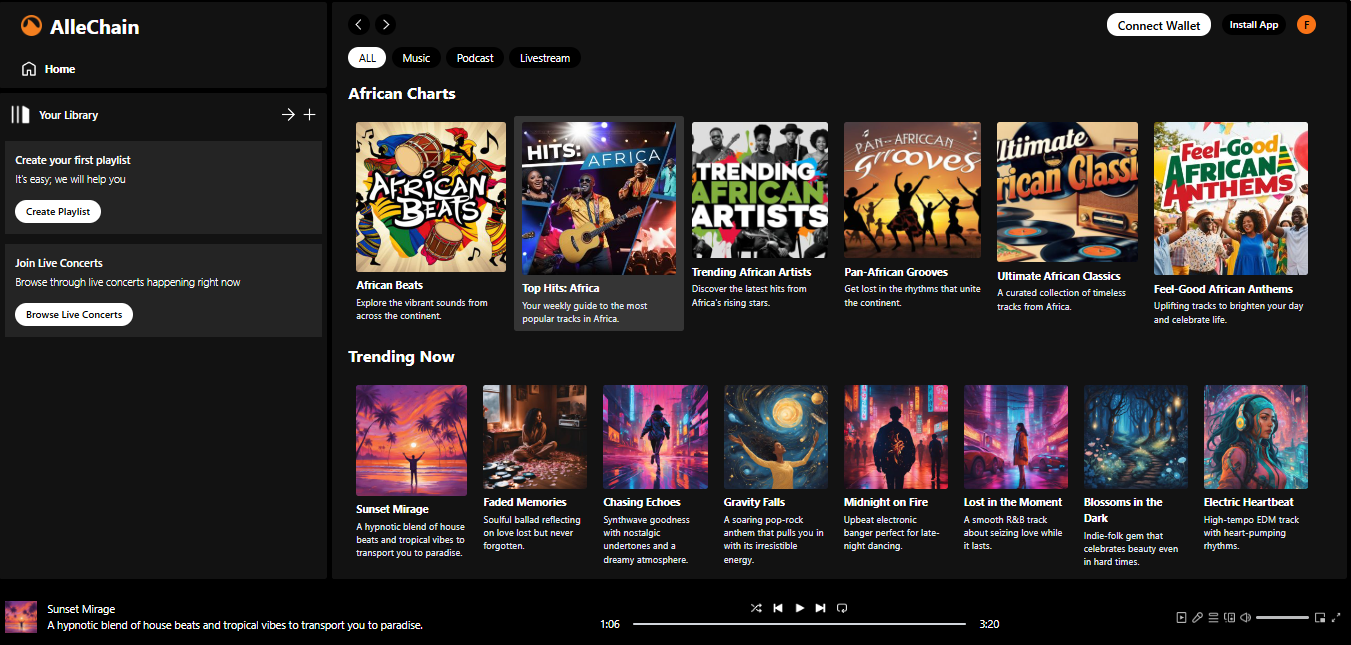 AlleChain
Home
Your Library
Create your first playlist
It's easy; we will help you
Create Playlist
Join Live Concerts
Browse through live concerts happening right now
Browse Live Concerts
Connect Wallet
Install App
F
ALL
Music
Podcast
Livestream
African Charts
AFRICAN
BEATS
African Beats
Explore the vibrant sounds from
across the continent.
HITS:
AFRICA
Top Hits: Africa
Your weekly guide to the most
popular tracks in Africa.
TRENDING
AFRICAN
ARTISTS
Trending African Artists
Discover the latest hits from
Africa's rising stars.
PAN-AFRICCAN
grooves
Pan-African Grooves
Get lost in the rhythms that unite
the continent.
ltimate
rican Classi
Ultimate African Classics
A curated collection of timeless
tracks from Africa.
Feel-Good
AFRICAN
ANTHEMS
Feel-Good African Anthems
Uplifting tracks to brighten your day
and celebrate life.
Trending Now
Sunset Mirage
A hypnotic blend of house
beats and tropical vibes to
transport you to paradise.
Faded Memories
Soulful ballad reflecting
on love lost but never
forgotten.
Chasing Echoes
Synthwave goodness
with nostalgic
undertones and a
dreamy atmosphere.
Gravity Falls
A soaring pop-rock
anthem that pulls you in
with its irresistible
energy.
Midnight on Fire
Upbeat electronic
banger perfect for late-
night dancing.
Lost in the Moment
A smooth R&B track
about seizing love while
it lasts.
Blossoms in the
Dark
Indie-folk gem that
celebrates beauty even
in hard times.
Electric Heartbeat
High-tempo EDM track
with heart-pumping
rhythms.
Sunset Mirage
A hypnotic blend of house beats and tropical vibes to transport you to paradise.
1:06
3:20